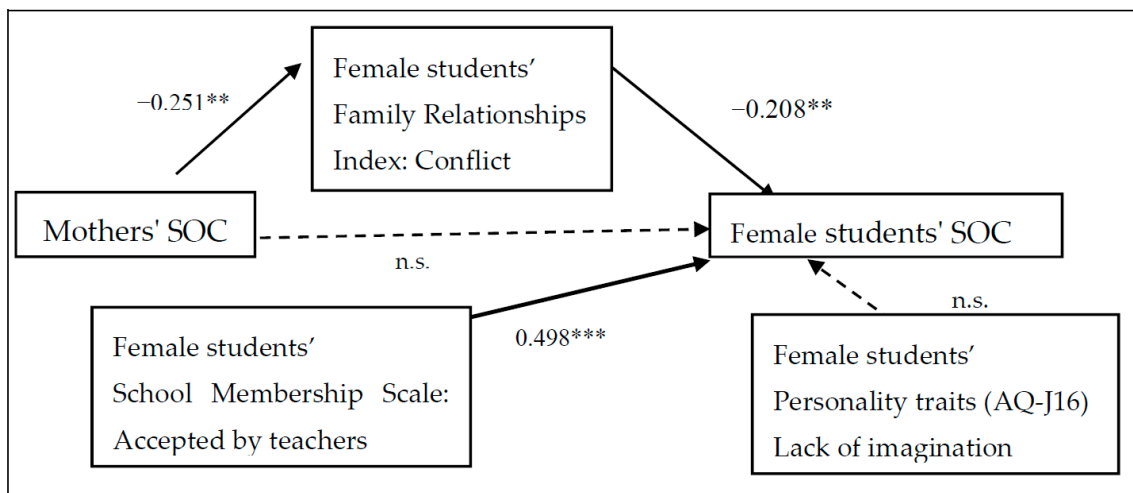 Female students’
Family Relationships
Index: Conflict
−0.251**
−0.208**
Mothers' SOC
Female students' SOC
n.s.
n.s.
0.498***
Female students’
School Membership Scale:
Accepted by teachers
Female students’
Personality traits (AQ-J16)
Lack of imagination